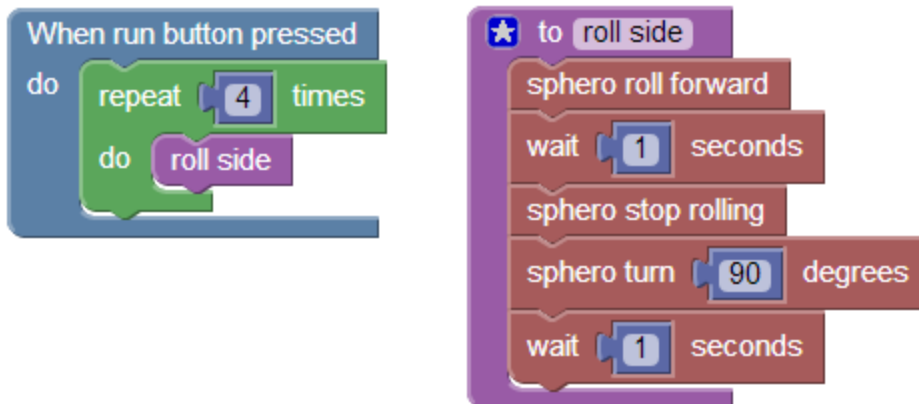 When run button pressed
do
repeat 4 times
do roll side
to roll side
sphero roll forward
wait 1 seconds
sphero stop rolling
sphero turn 90 degrees
wait 1 seconds